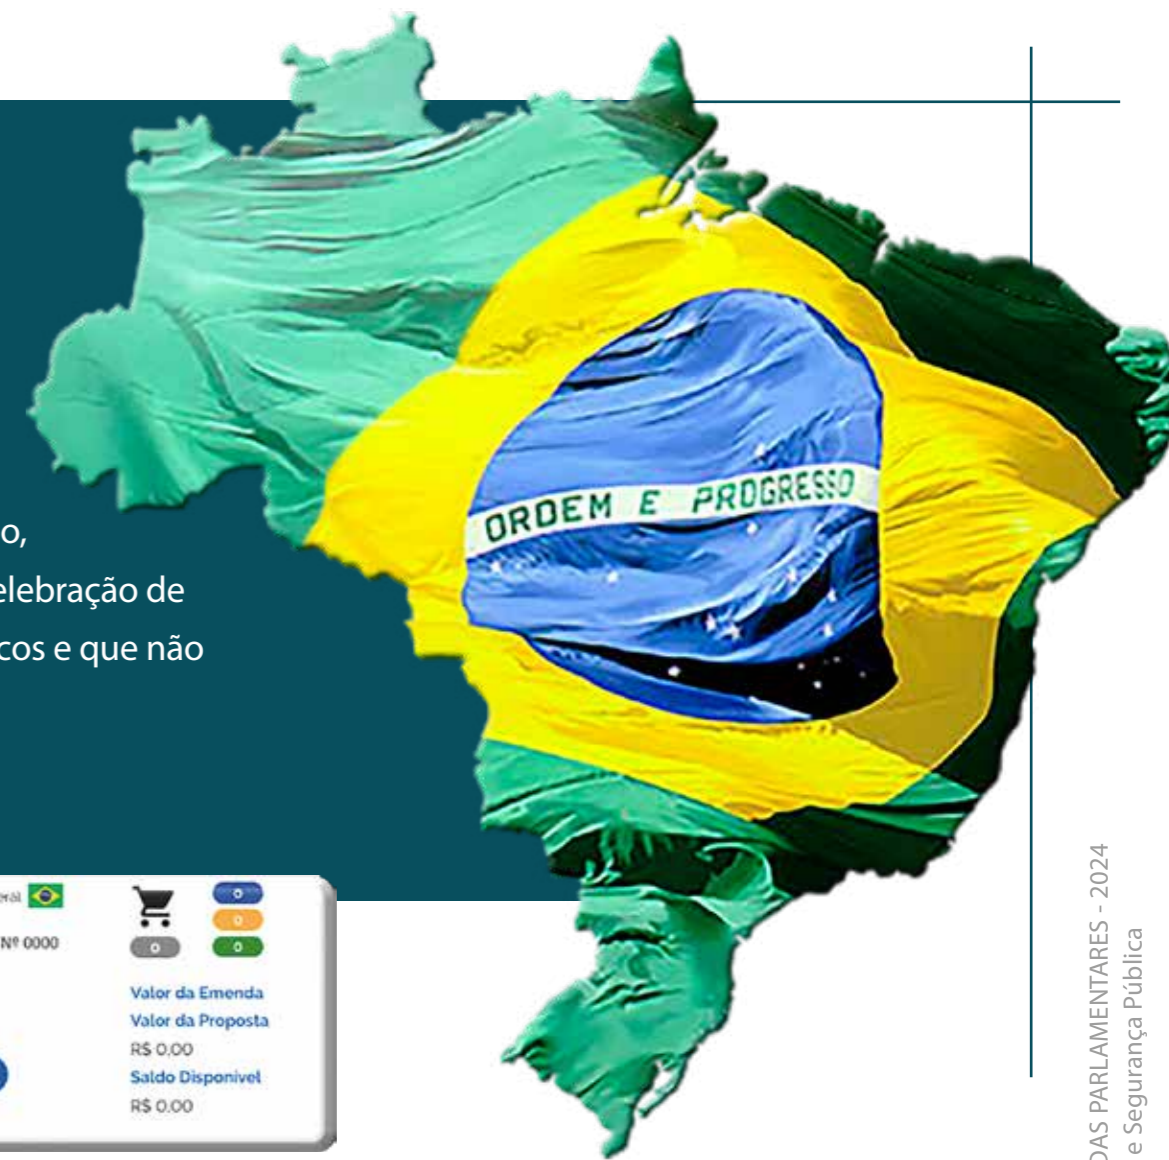 ORDEM E PROGRESSO
o,
elebração de
cos e que não
eral
Nº 0000
0
0
0
0
Valor da Emenda
Valor da Proposta
R$ 0,00
Saldo Disponível
R$ 0,00
DAS PARLAMENTARES - 2024
e Segurança Pública